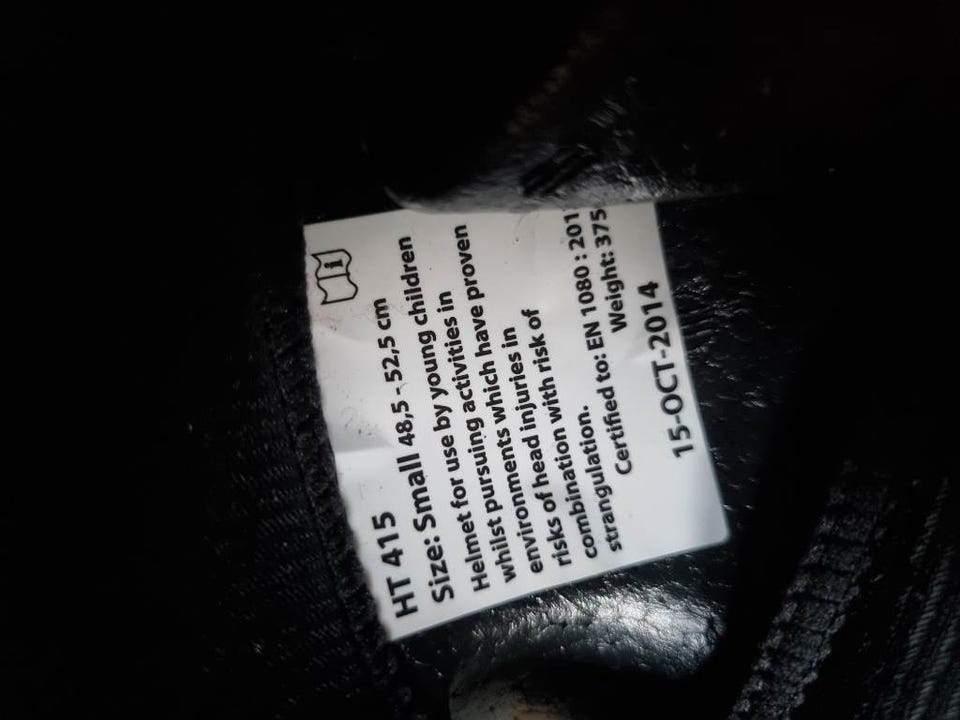 HT 415
Size: Small 48,5 - 52,5 cm
Helmet for use by young children
whilst pursuing activities in
environments which have proven
risks of head injuries in
combination with risk of
strangulation.
Certified to: EN 1080 : 201
Weight: 375
15-OCT-2014